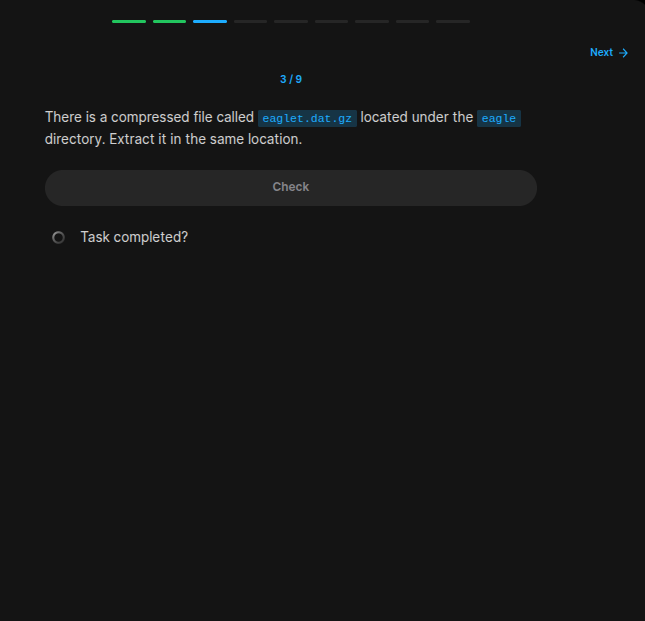 Next →
3 / 9
There is a compressed file called eaglet.dat.gz located under the eagle
directory. Extract it in the same location.
Check
Task completed?